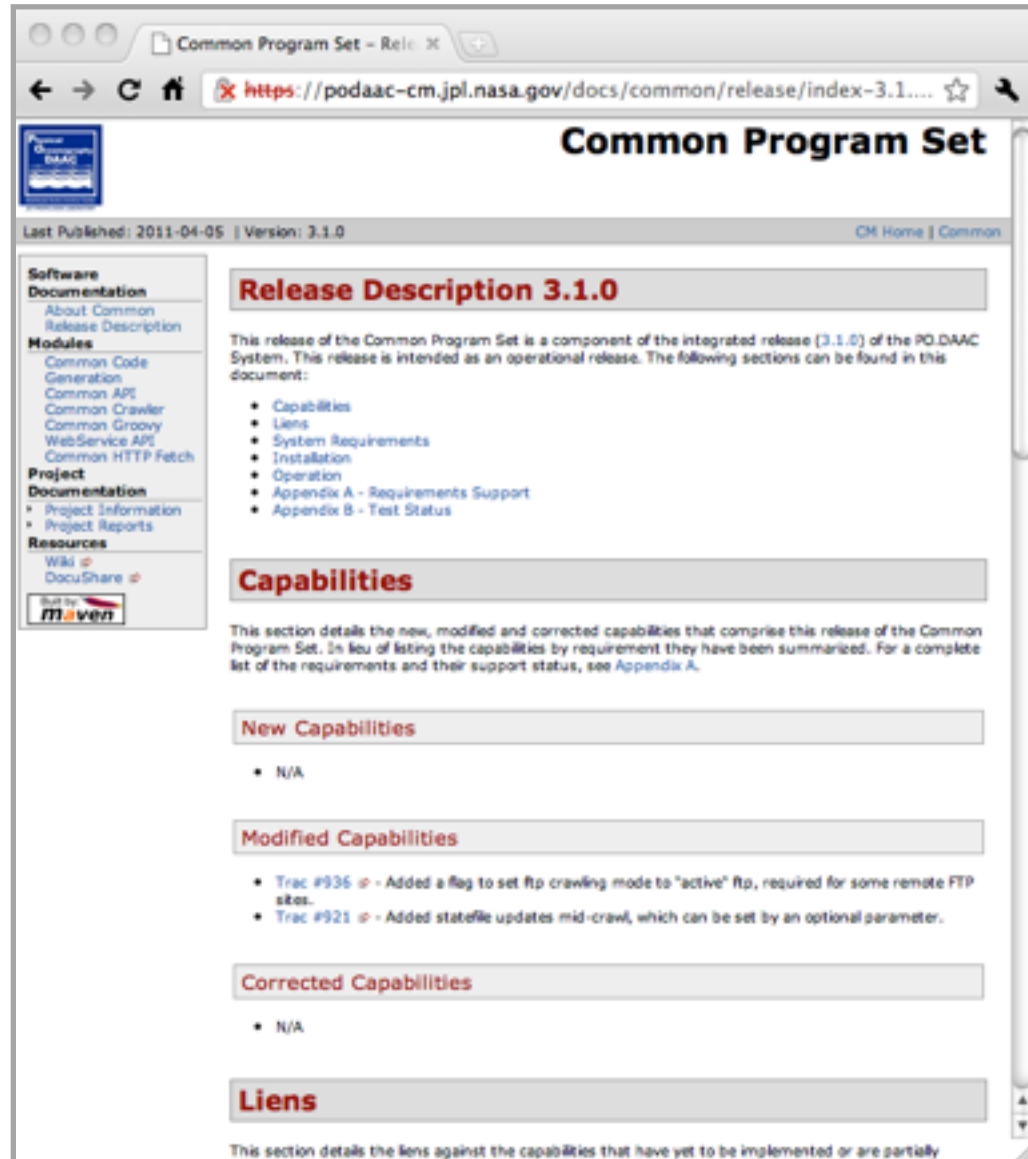 Common Program Set – Rele
https://podaac-cm.jpl.nasa.gov/docs/common/release/index-3.1....
DAAC
Common Program Set
Last Published: 2011-04-05 | Version: 3.1.0
CM Home | Common
Software
Documentation
About Common
Release Description
Modules
Common Code
Generation
Common API
Common Crawler
Common Groovy
WebService API
Common HTTP Fetch
Project
Documentation
Project Information
Project Reports
Resources
Wiki
DocuShare
Built by:
maven
Release Description 3.1.0
This release of the Common Program Set is a component of the integrated release (3.1.0) of the PO.DAAC
System. This release is intended as an operational release. The following sections can be found in this
document:
• Capabilities
• Liens
• System Requirements
• Installation
• Operation
• Appendix A - Requirements Support
• Appendix B - Test Status
Capabilities
This section details the new, modified and corrected capabilities that comprise this release of the Common
Program Set. In lieu of listing the capabilities by requirement they have been summarized. For a complete
list of the requirements and their support status, see Appendix A.
New Capabilities
• N/A
Modified Capabilities
• Trac #936 - Added a flag to set ftp crawling mode to "active" ftp, required for some remote FTP
sites.
• Trac #921 - Added statefile updates mid-crawl, which can be set by an optional parameter.
Corrected Capabilities
• N/A
Liens
This section details the liens against the capabilities that have yet to be implemented or are partially